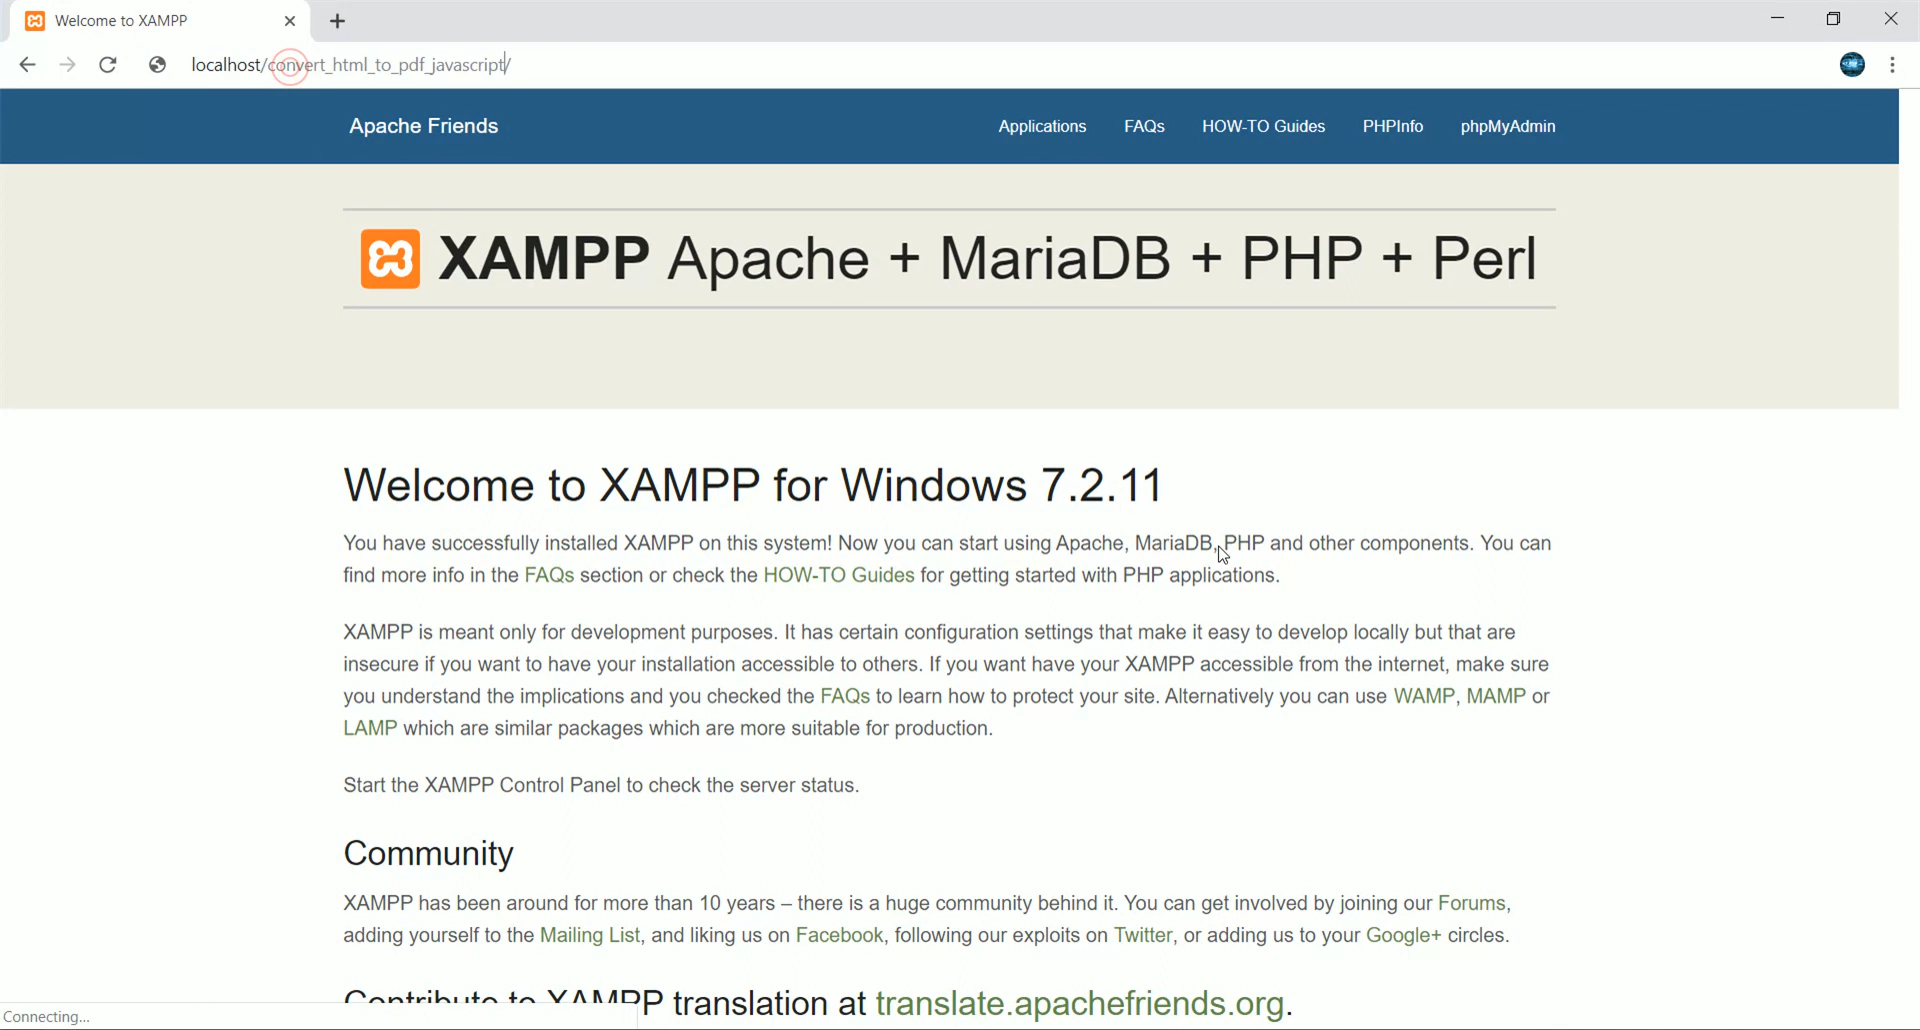 Welcome to XAMPP
localhost/convert_html_to_pdf_javascript/
Apache Friends
Applications
FAQs
HOW-TO Guides
PHPInfo
phpMyAdmin
XAMPP Apache + MariaDB + PHP + Perl
Welcome to XAMPP for Windows 7.2.11
You have successfully installed XAMPP on this system! Now you can start using Apache, MariaDB, PHP and other components. You can
find more info in the FAQs section or check the HOW-TO Guides for getting started with PHP applications.
XAMPP is meant only for development purposes. It has certain configuration settings that make it easy to develop locally but that are
insecure if you want to have your installation accessible to others. If you want have your XAMPP accessible from the internet, make sure
you understand the implications and you checked the FAQs to learn how to protect your site. Alternatively you can use WAMP, MAMP or
LAMP which are similar packages which are more suitable for production.
Start the XAMPP Control Panel to check the server status.
Community
XAMPP has been around for more than 10 years – there is a huge community behind it. You can get involved by joining our Forums,
adding yourself to the Mailing List, and liking us on Facebook, following our exploits on Twitter, or adding us to your Google+ circles.
Contribute to XAMPP translation at translate.apachefriends.org.
Connecting...